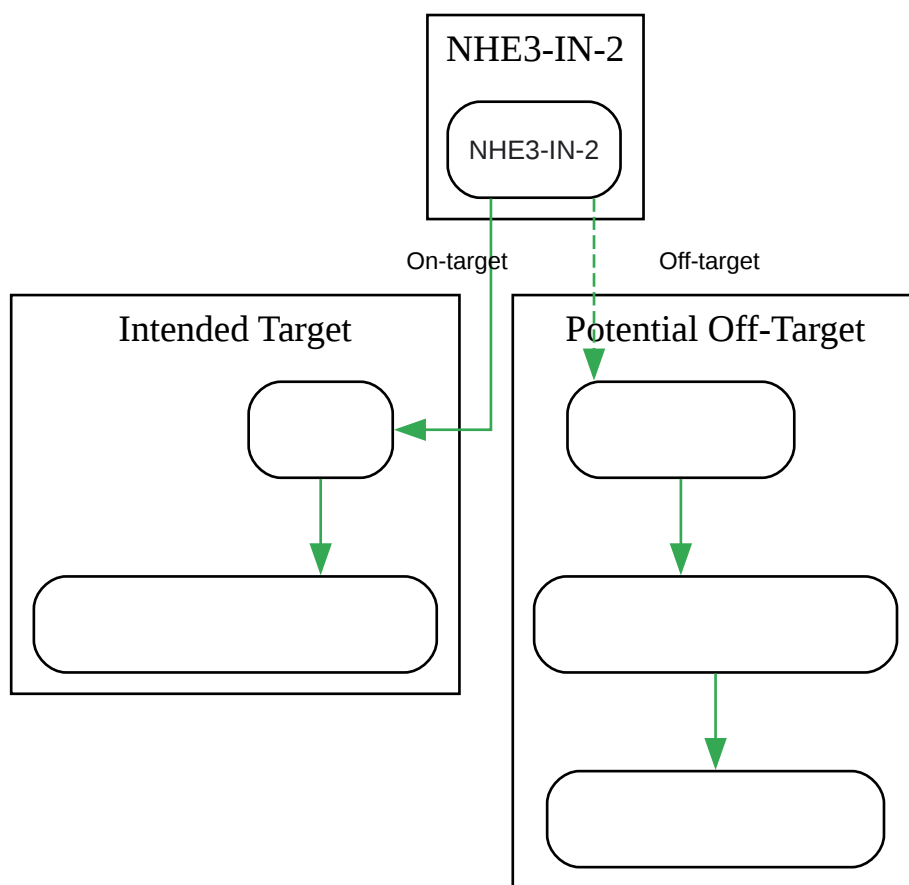 NHE3-IN-2
NHE3-IN-2
On-target
Off-target
Intended Target
Potential Off-Target